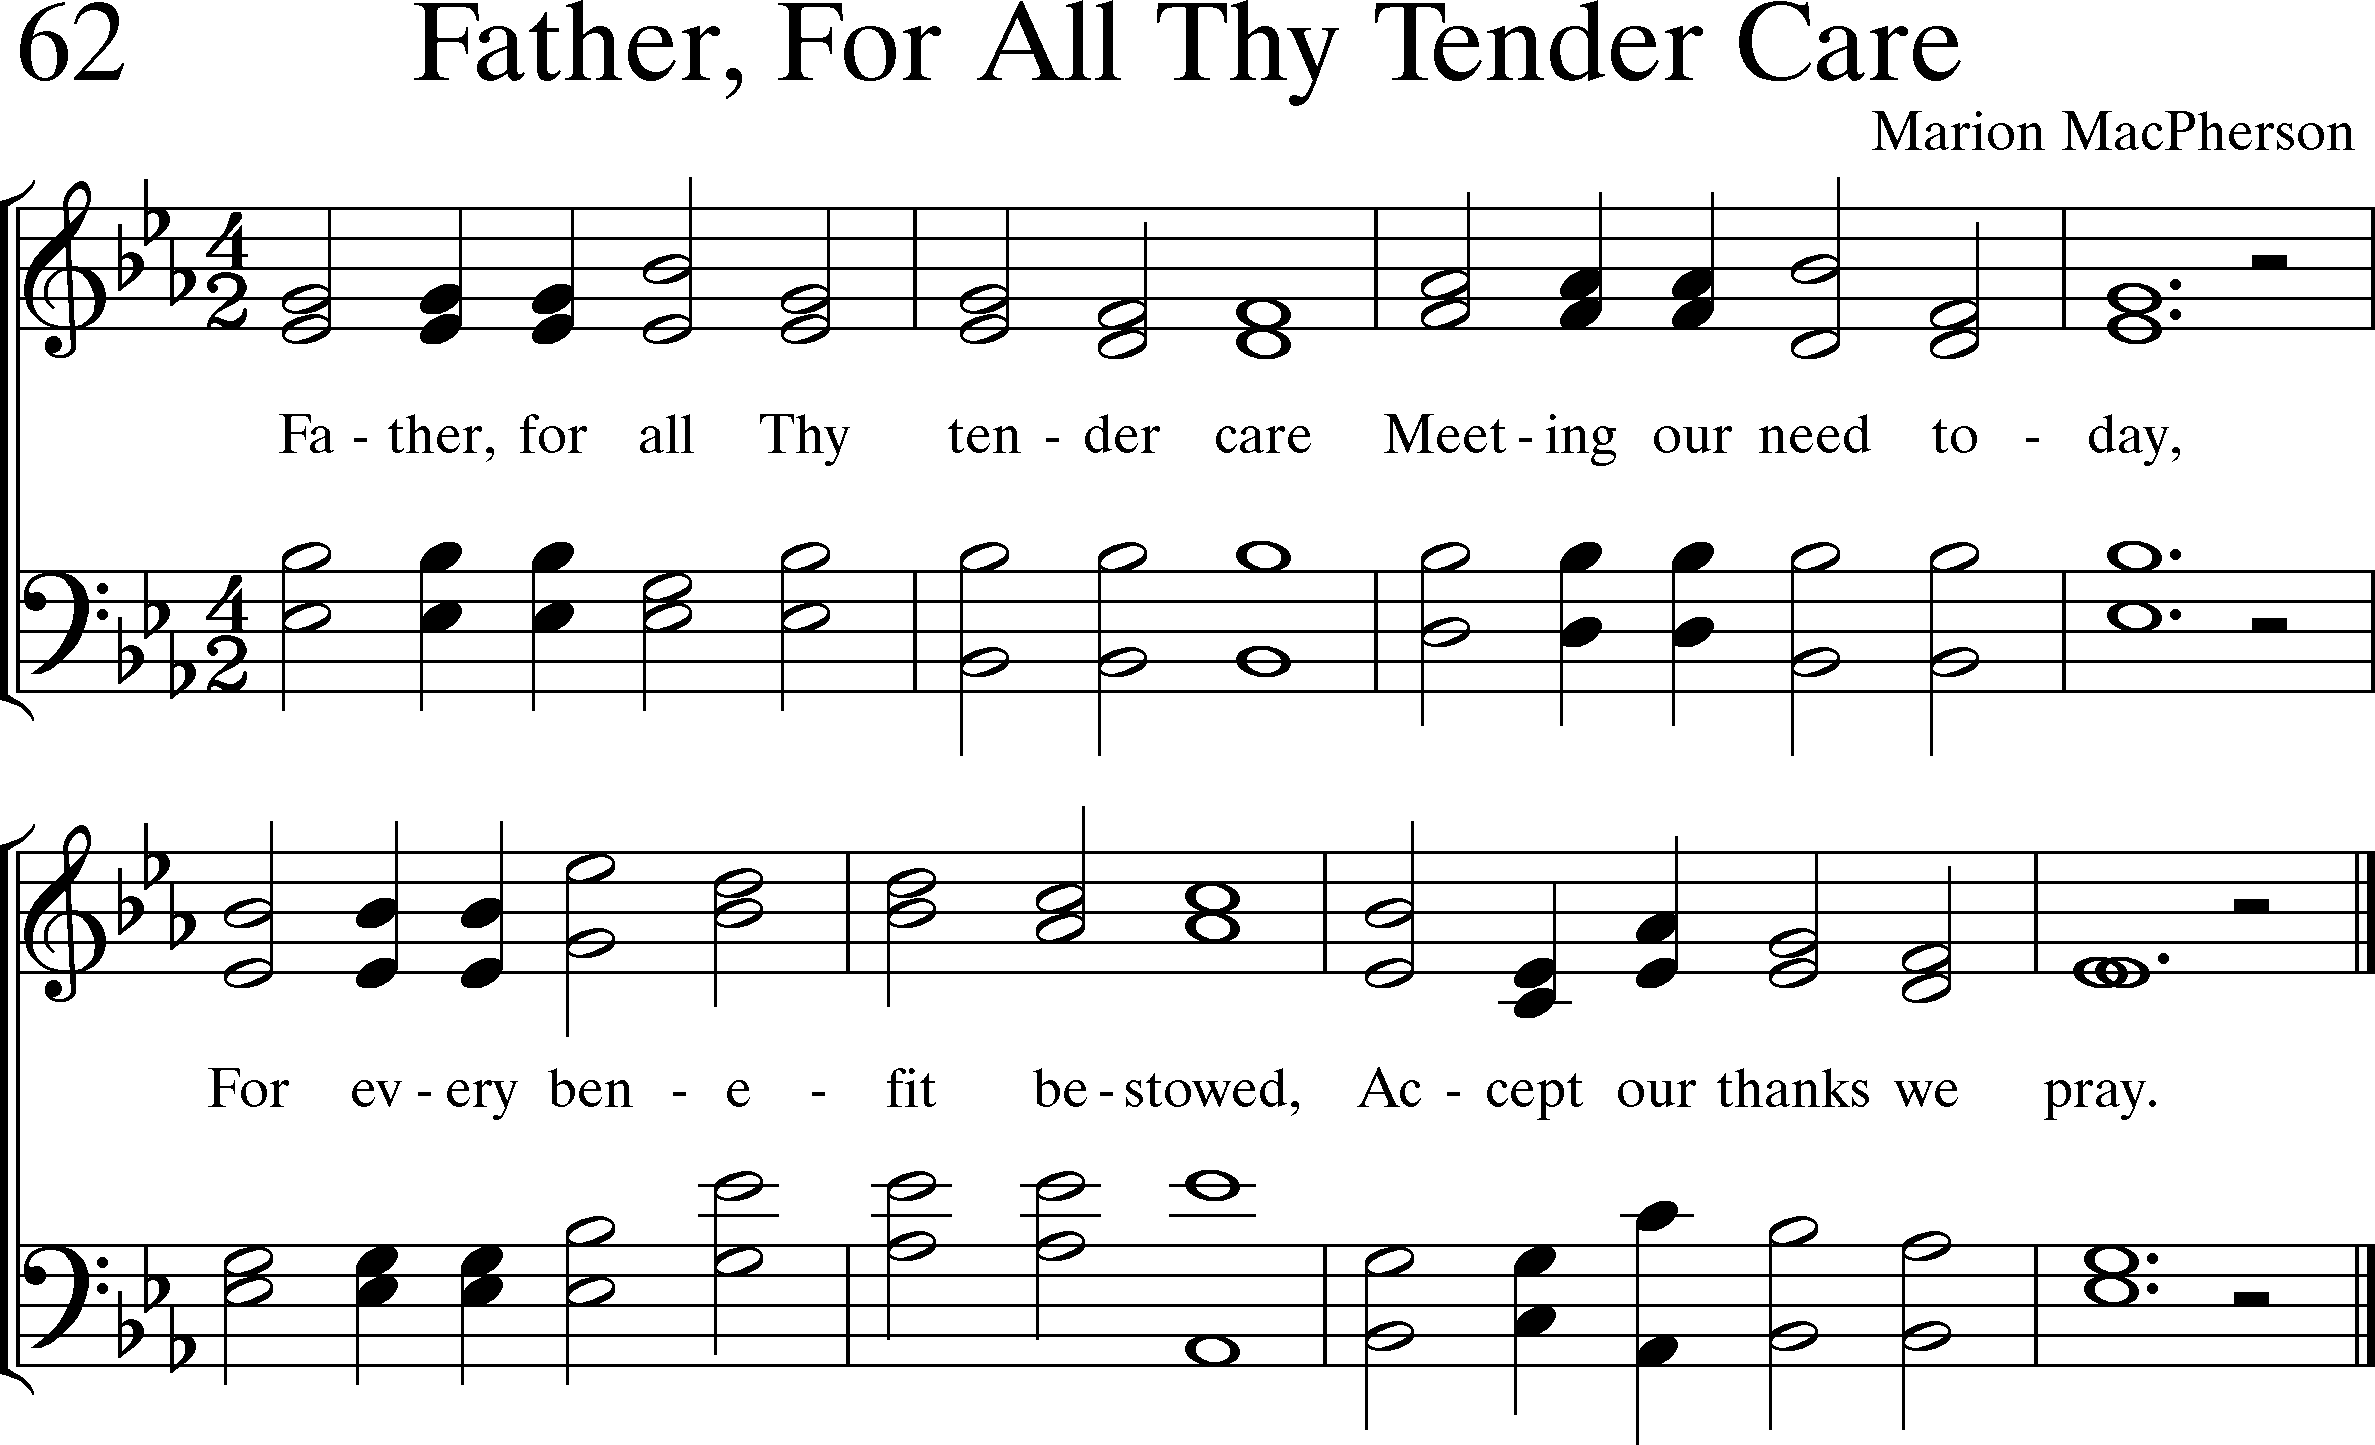 62 Father, For All Thy Tender Care
Marion MacPherson
4 2
Fa - ther, for all Thy ten - der care Meet - ing our need to - day,
4 2
For ev - ery ben - e - fit be - stowed, Ac - cept our thanks we pray.